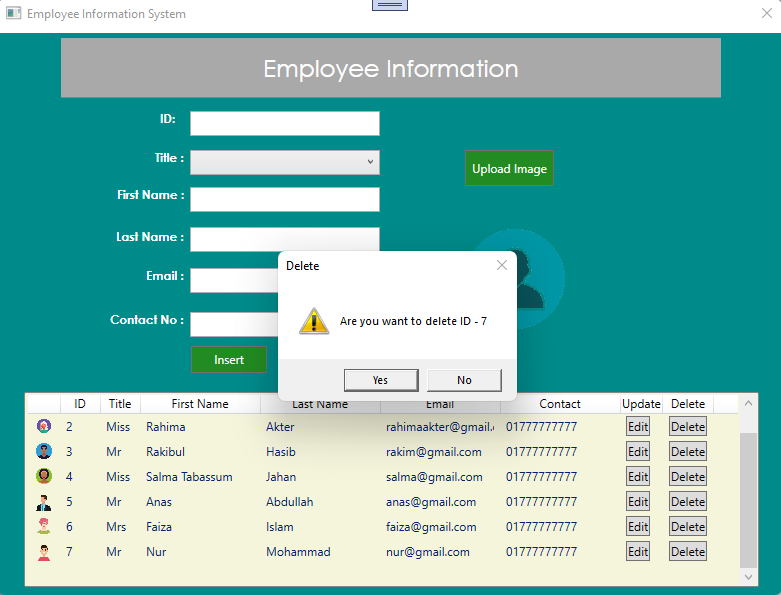 Employee Information System
Employee Information
ID:
Title :
Upload Image
First Name :
Last Name :
Email :
Contact No :
Insert
Delete
Are you want to delete ID - 7
Yes No
ID Title First Name Last Name Email Contact Update Delete
2 Miss Rahima Akter rahimaakter@gmail. 01777777777 Edit Delete
3 Mr Rakibul Hasib rakim@gmail.com 01777777777 Edit Delete
4 Miss Salma Tabassum Jahan salma@gmail.com 01777777777 Edit Delete
5 Mr Anas Abdullah anas@gmail.com 01777777777 Edit Delete
6 Mrs Faiza Islam faiza@gmail.com 01777777777 Edit Delete
7 Mr Nur Mohammad nur@gmail.com 01777777777 Edit Delete